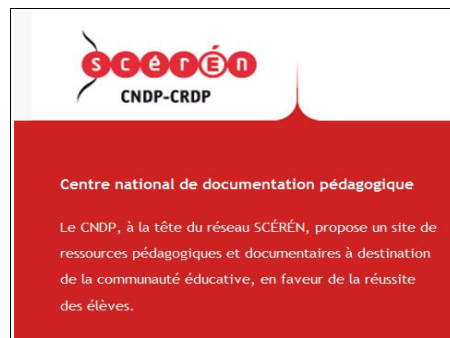 scéréÉn
CNDP-CRDP
Centre national de documentation pédagogique
Le CNDP, à la tête du réseau SCÉRÉN, propose un site de
ressources pédagogiques et documentaires à destination
de la communauté éducative, en faveur de la réussite
des élèves.